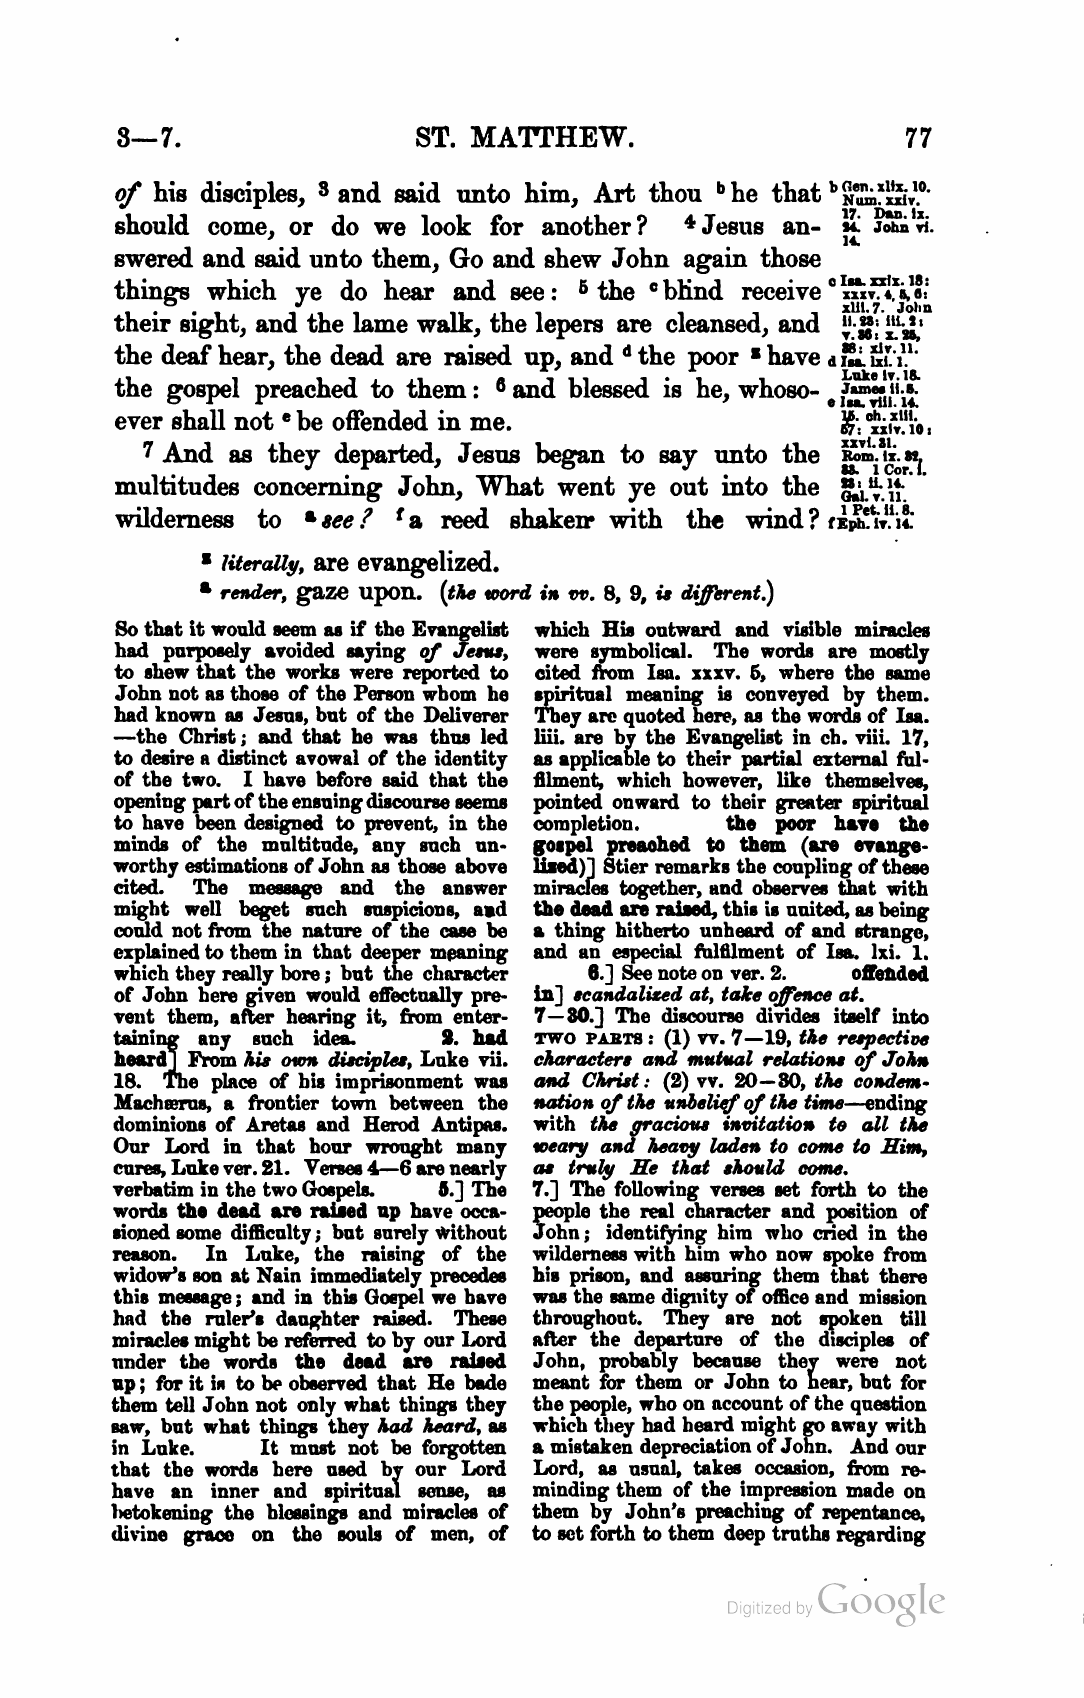 3—7. ST. MATTHEW. 77
of his disciples, 3 and said unto him, Art thou b he that
should come, or do we look for another? 4 Jesus an-
swered and said unto them, Go and shew John again those
things which ye do hear and see: 5 the c blind receive
their sight, and the lame walk, the lepers are cleansed, and
the deaf hear, the dead are raised up, and d the poor z have
the gospel preached to them: 6 and blessed is he, whoso-
ever shall not e be offended in me.
7 And as they departed, Jesus began to say unto the
multitudes concerning John, What went ye out into the
wilderness to a see? f a reed shaken with the wind?
b Gen. xlix. 10.
Num. xxiv.
17. Dan. ix.
24. John vi.
14.
c Isa. xxix. 18:
xxxv. 4, 5, 6:
xlii. 7. John
ii. 23: iii. 2:
v. 36: x. 25,
38: xiv. 11.
d Isa. lxi. 1.
Luke iv. 18.
James ii. 5.
e Isa. viii. 14.
15. ch. xiii.
57: xxiv. 10:
xxvi. 31.
Rom. ix. 32,
33. 1 Cor. i.
23: ii. 14.
Gal. v. 11.
1 Pet. ii. 8.
f Eph. iv. 14.
z literally, are evangelized.
a render, gaze upon. (the word in vv. 8, 9, is different.)
So that it would seem as if the Evangelist
had purposely avoided saying of Jesus,
to shew that the works were reported to
John not as those of the Person whom he
had known as Jesus, but of the Deliverer
—the Christ; and that he was thus led
to desire a distinct avowal of the identity
of the two. I have before said that the
opening part of the ensuing discourse seems
to have been designed to prevent, in the
minds of the multitude, any such un-
worthy estimations of John as those above
cited. The message and the answer
might well beget such suspicions, and
could not from the nature of the case be
explained to them in that deeper meaning
which they really bore; but the character
of John here given would effectually pre-
vent them, after hearing it, from enter-
taining any such idea. 2. had
heard] From his own disciples, Luke vii.
18. The place of his imprisonment was
Machærus, a frontier town between the
dominions of Aretas and Herod Antipas.
Our Lord in that hour wrought many
cures, Luke ver. 21. Verses 4—6 are nearly
verbatim in the two Gospels. 5.] The
words the dead are raised up have occa-
sioned some difficulty; but surely without
reason. In Luke, the raising of the
widow's son at Nain immediately precedes
this message; and in this Gospel we have
had the ruler's daughter raised. These
miracles might be referred to by our Lord
under the words the dead are raised
up; for it is to be observed that He bade
them tell John not only what things they
saw, but what things they had heard, as
in Luke. It must not be forgotten
that the words here used by our Lord
have an inner and spiritual sense, as
betokening the blessings and miracles of
divine grace on the souls of men, of
which His outward and visible miracles
were symbolical. The words are mostly
cited from Isa. xxxv. 5, where the same
spiritual meaning is conveyed by them.
They are quoted here, as the words of Isa.
liii. are by the Evangelist in ch. viii. 17,
as applicable to their partial external ful-
filment, which however, like themselves,
pointed onward to their greater spiritual
completion. the poor have the
gospel preached to them (are evange-
lized)] Stier remarks the coupling of these
miracles together, and observes that with
the dead are raised, this is united, as being
a thing hitherto unheard of and strange,
and an especial fulfilment of Isa. lxi. 1.
6.] See note on ver. 2. offended
in] scandalized at, take offence at.
7—30.] The discourse divides itself into
TWO PARTS: (1) vv. 7—19, the respective
characters and mutual relations of John
and Christ: (2) vv. 20—30, the condem-
nation of the unbelief of the time—ending
with the gracious invitation to all the
weary and heavy laden to come to Him,
as truly He that should come.
7.] The following verses set forth to the
people the real character and position of
John; identifying him who cried in the
wilderness with him who now spoke from
his prison, and assuring them that there
was the same dignity of office and mission
throughout. They are not spoken till
after the departure of the disciples of
John, probably because they were not
meant for them or John to hear, but for
the people, who on account of the question
which they had heard might go away with
a mistaken depreciation of John. And our
Lord, as usual, takes occasion, from re-
minding them of the impression made on
them by John's preaching of repentance,
to set forth to them deep truths regarding
Digitized by Google